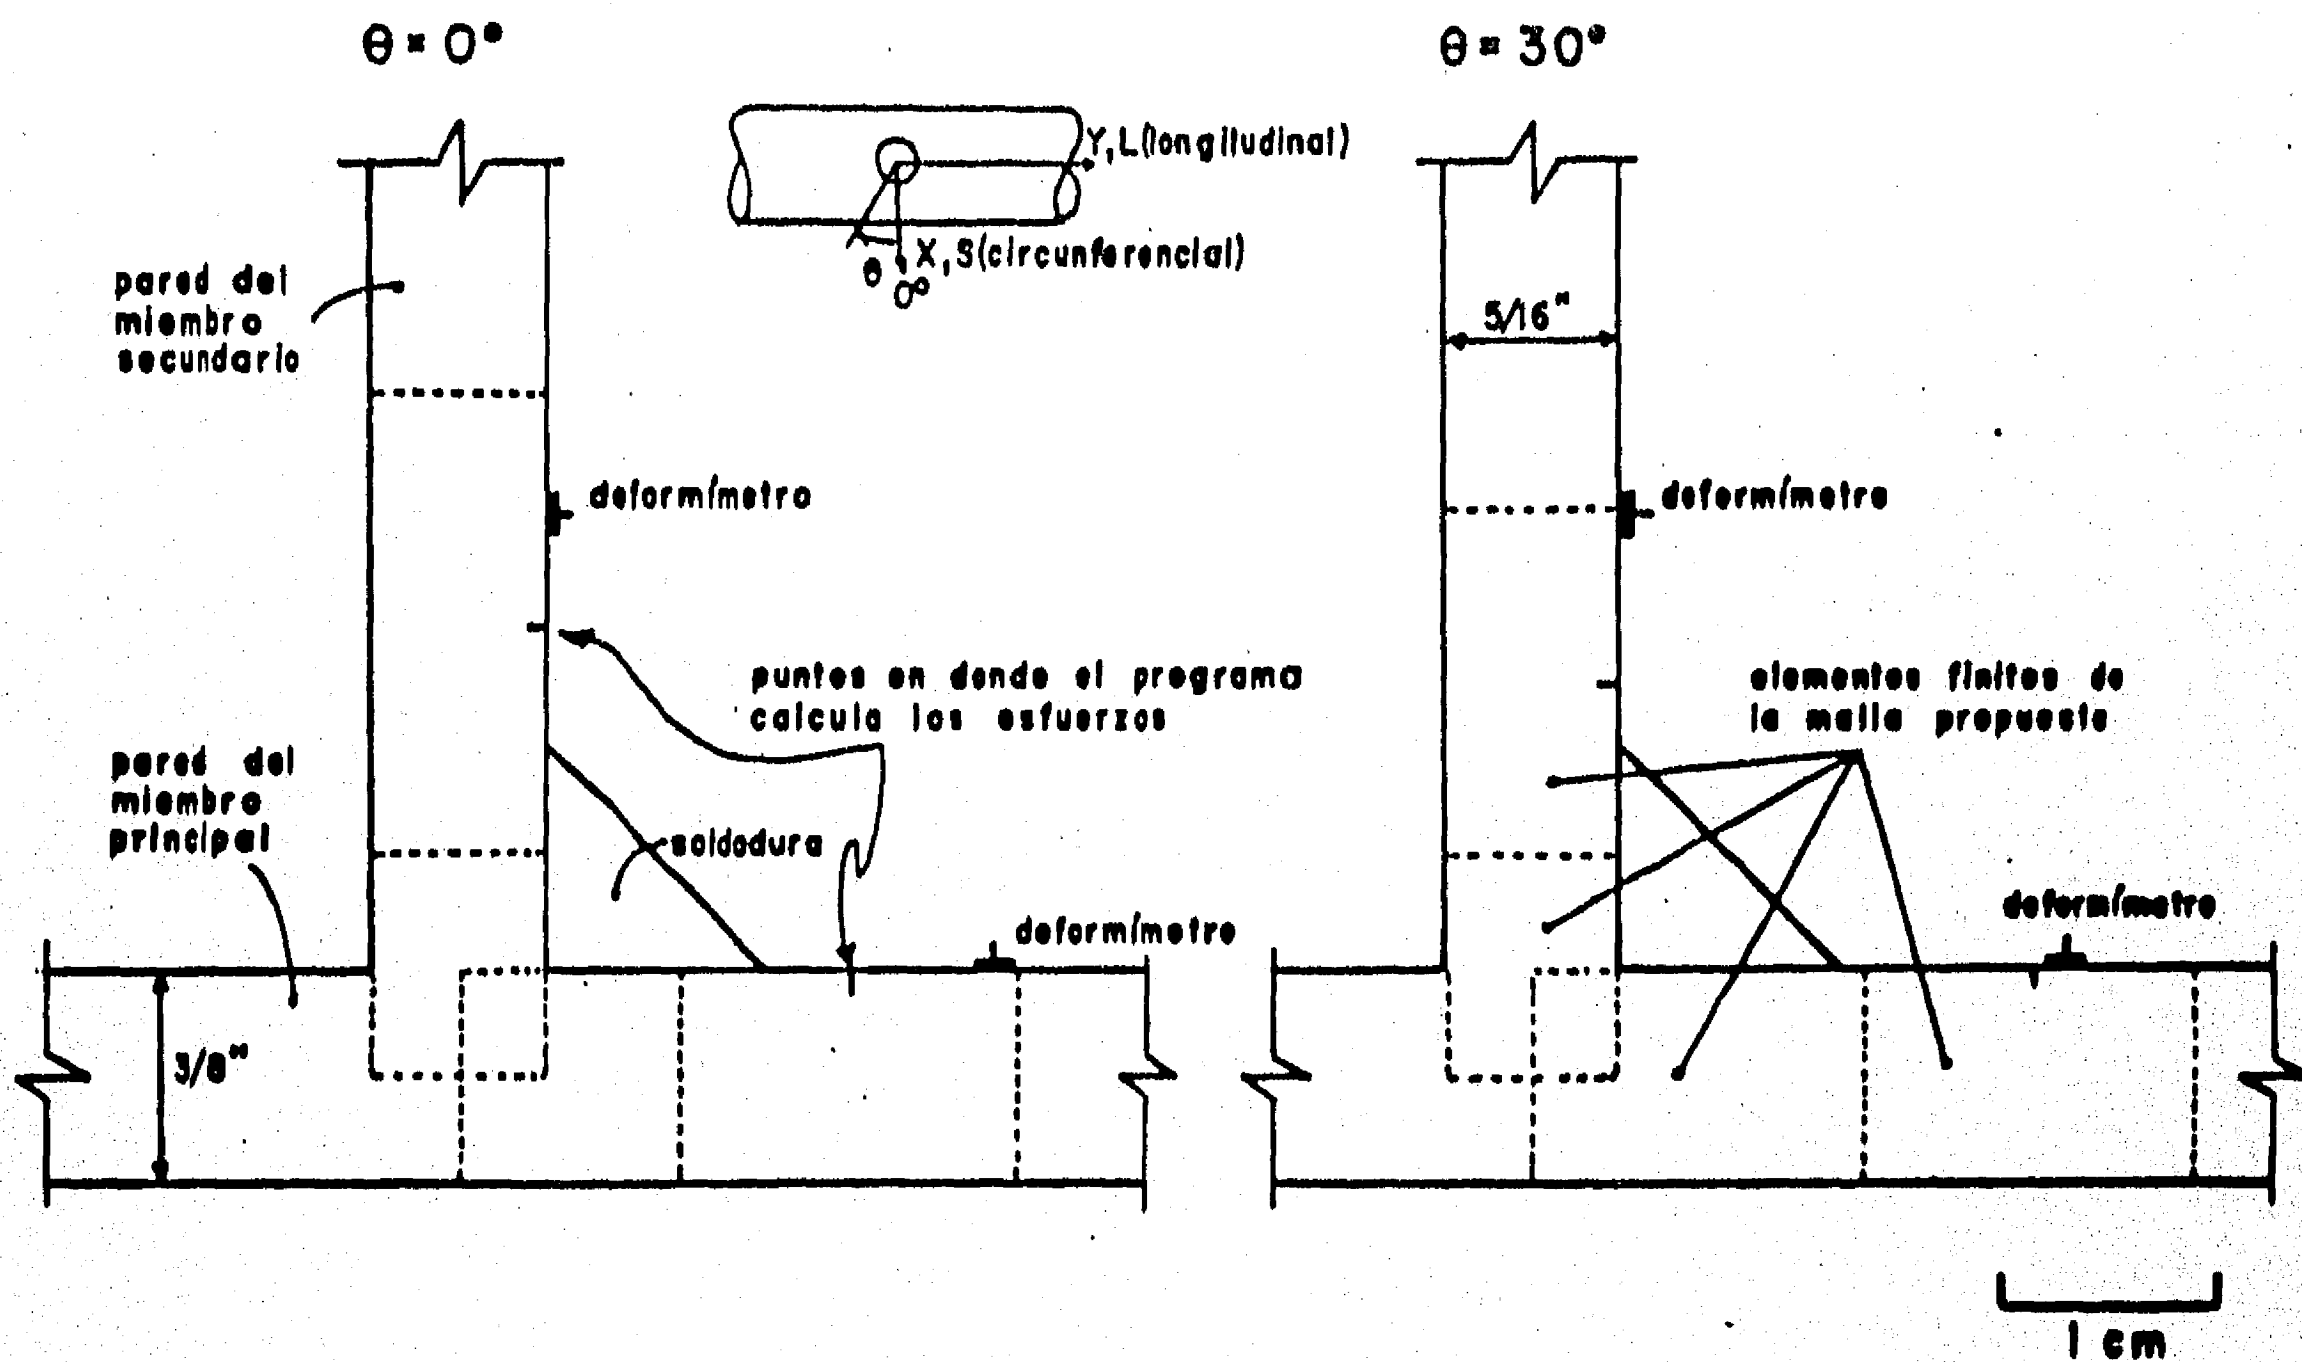 θ = 0°
θ = 30°
Y,L(longitudinal)
X,S(circunferencial)
θ
0°
pared del
miembro
secundario
5/16"
deformímetro
deformímetro
puntos en donde el programa
calcula los esfuerzos
elementos finitos de
la malla propuesta
pared del
miembro
principal
soldadura
deformímetro
deformímetro
3/8"
1 cm